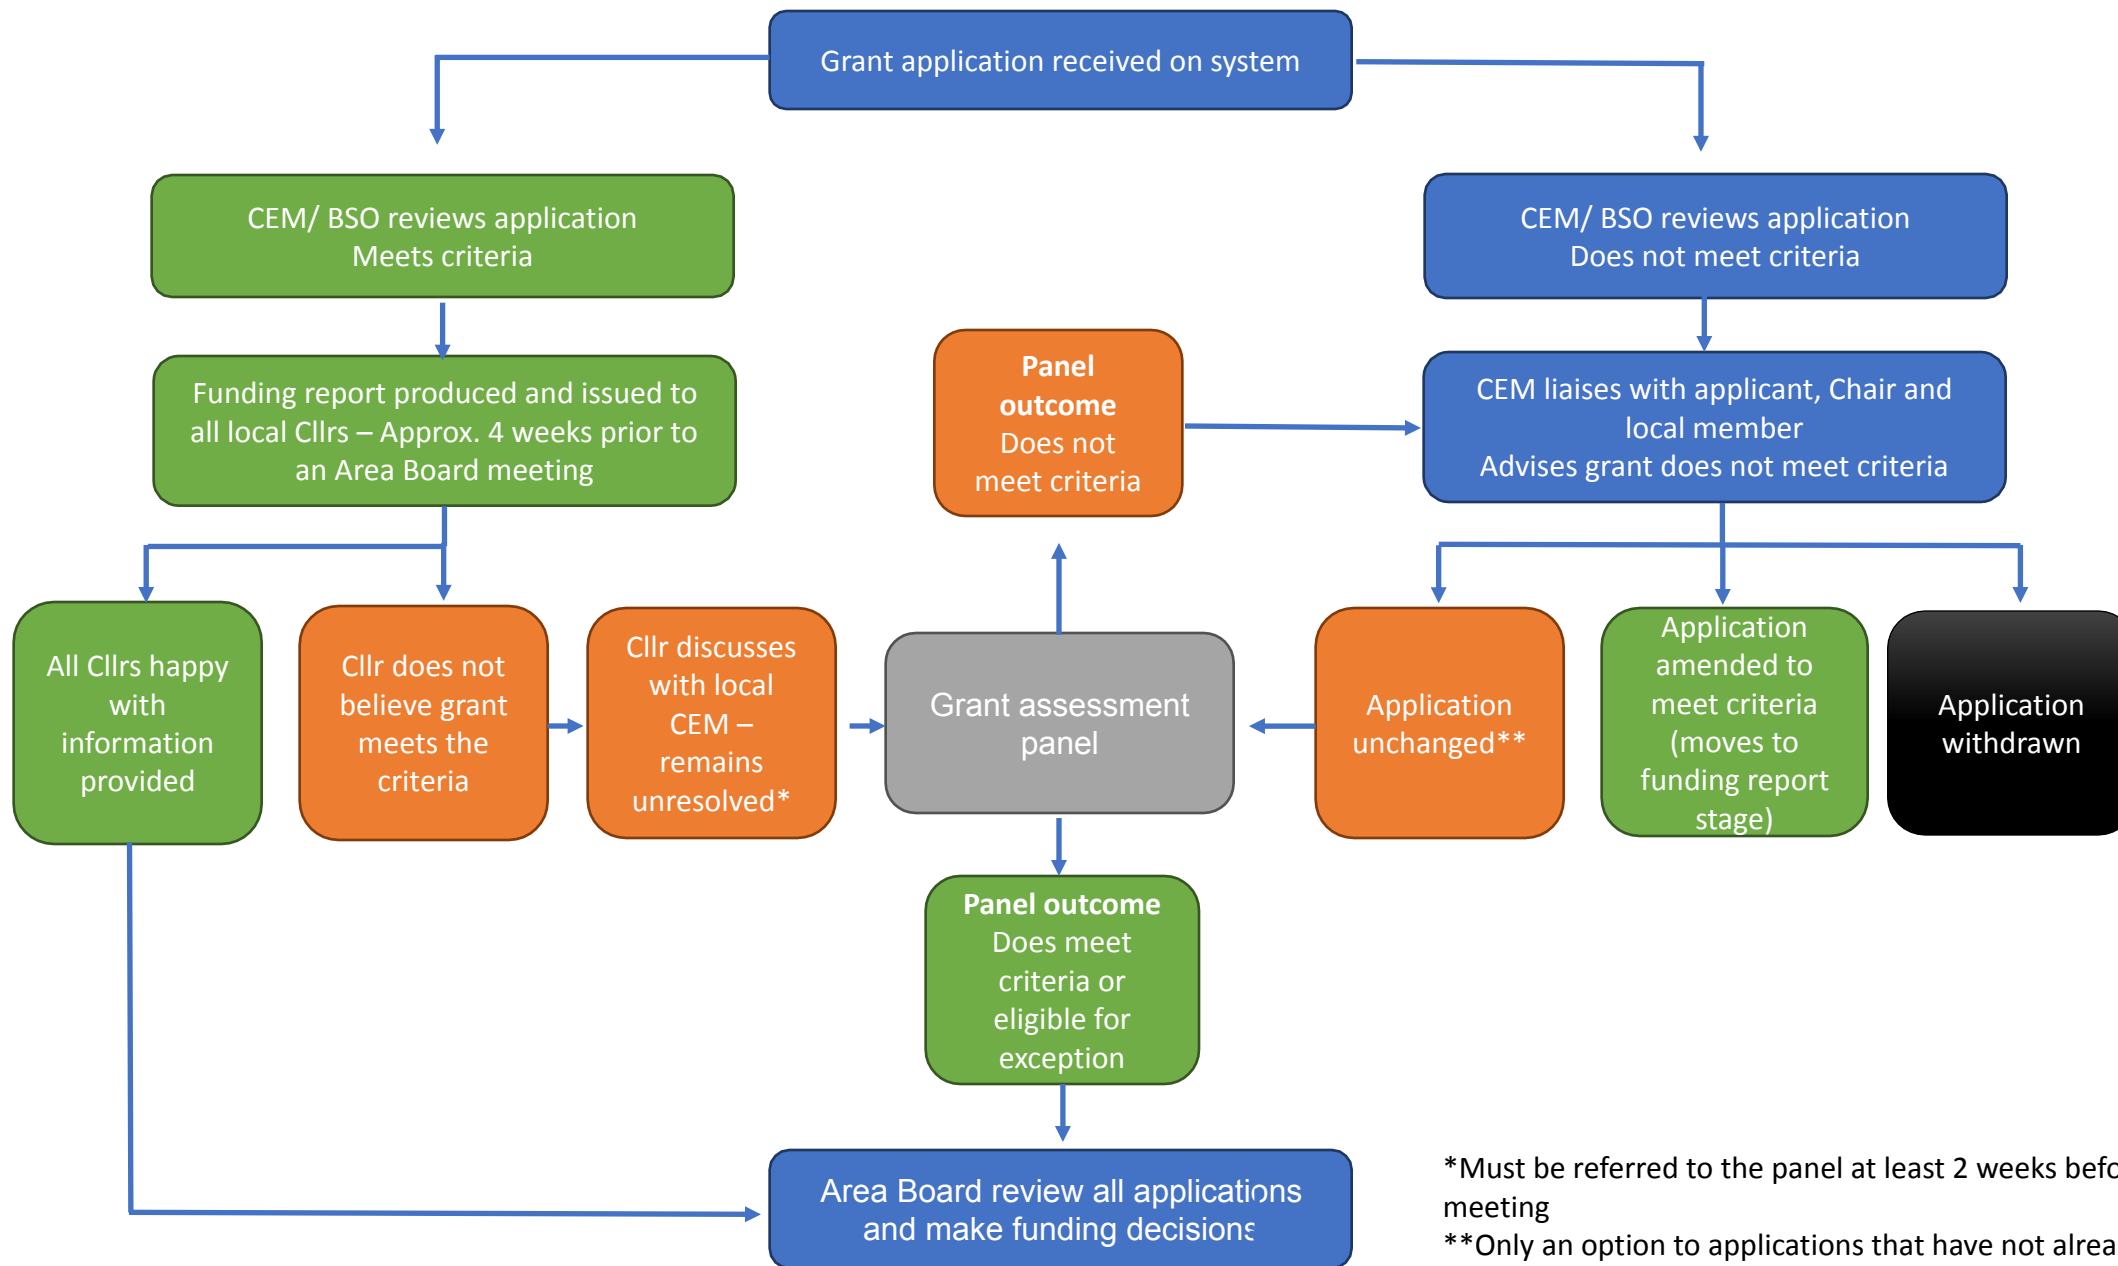 Grant application received on system
CEM/ BSO reviews application
Meets criteria
CEM/ BSO reviews application
Does not meet criteria
Funding report produced and issued to
all local Cllrs – Approx. 4 weeks prior to
an Area Board meeting
Panel
outcome
Does not
meet criteria
CEM liaises with applicant, Chair and
local member
Advises grant does not meet criteria
All Cllrs happy
with
information
provided
Cllr does not
believe grant
meets the
criteria
Cllr discusses
with local
CEM –
remains
unresolved*
Grant assessment
panel
Application
unchanged**
Application
amended to
meet criteria
(moves to
funding report
stage)
Application
withdrawn
Panel outcome
Does meet
criteria or
eligible for
exception
Area Board review all applications
and make funding decisions
*Must be referred to the panel at least 2 weeks
meeting
**Only an option to applications that have not